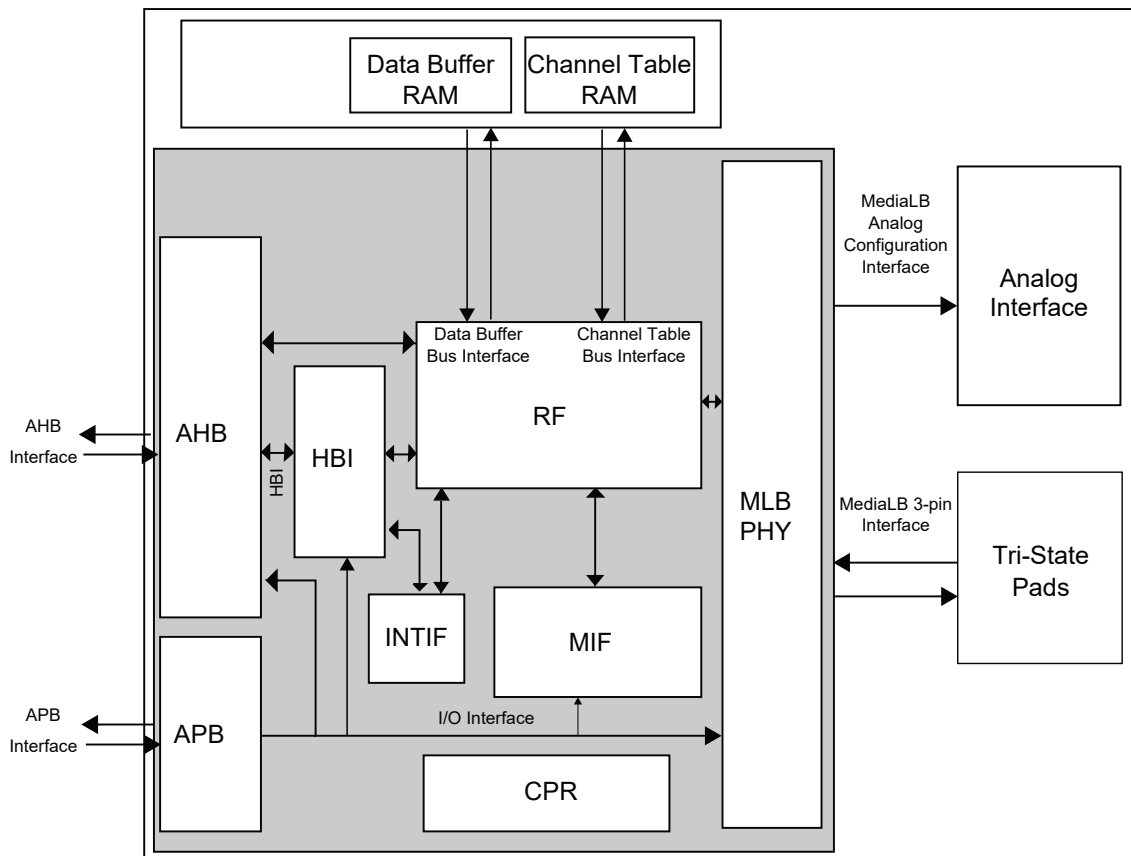 Data Buffer
RAM
Channel Table
RAM
MediaLB
Analog
Configuration
Interface
Analog
Interface
Data Buffer
Bus Interface
Channel Table
Bus Interface
RF
AHB
Interface
AHB
HBI
HBI
MLB
PHY
MediaLB 3-pin
Interface
Tri-State
Pads
INTIF
MIF
APB
Interface
APB
I/O Interface
CPR